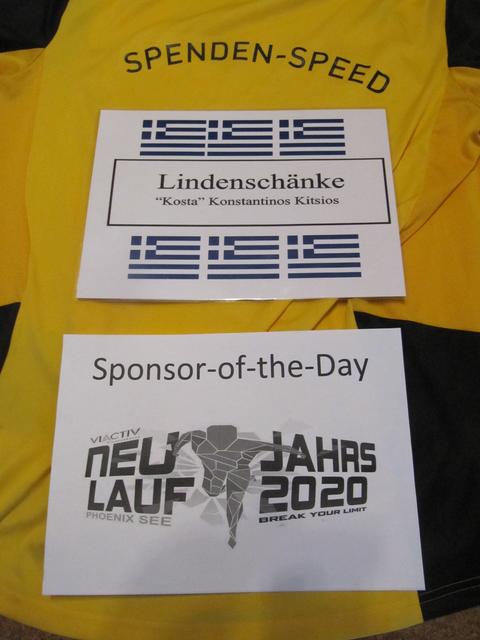 SPENDEN-SPEED
Lindenschänke
“Kosta” Konstantinos Kitsios
Sponsor-of-the-Day
VIACTIV
NEU JAHRS
LAUF 2020
PHOENIX SEE BREAK YOUR LIMIT